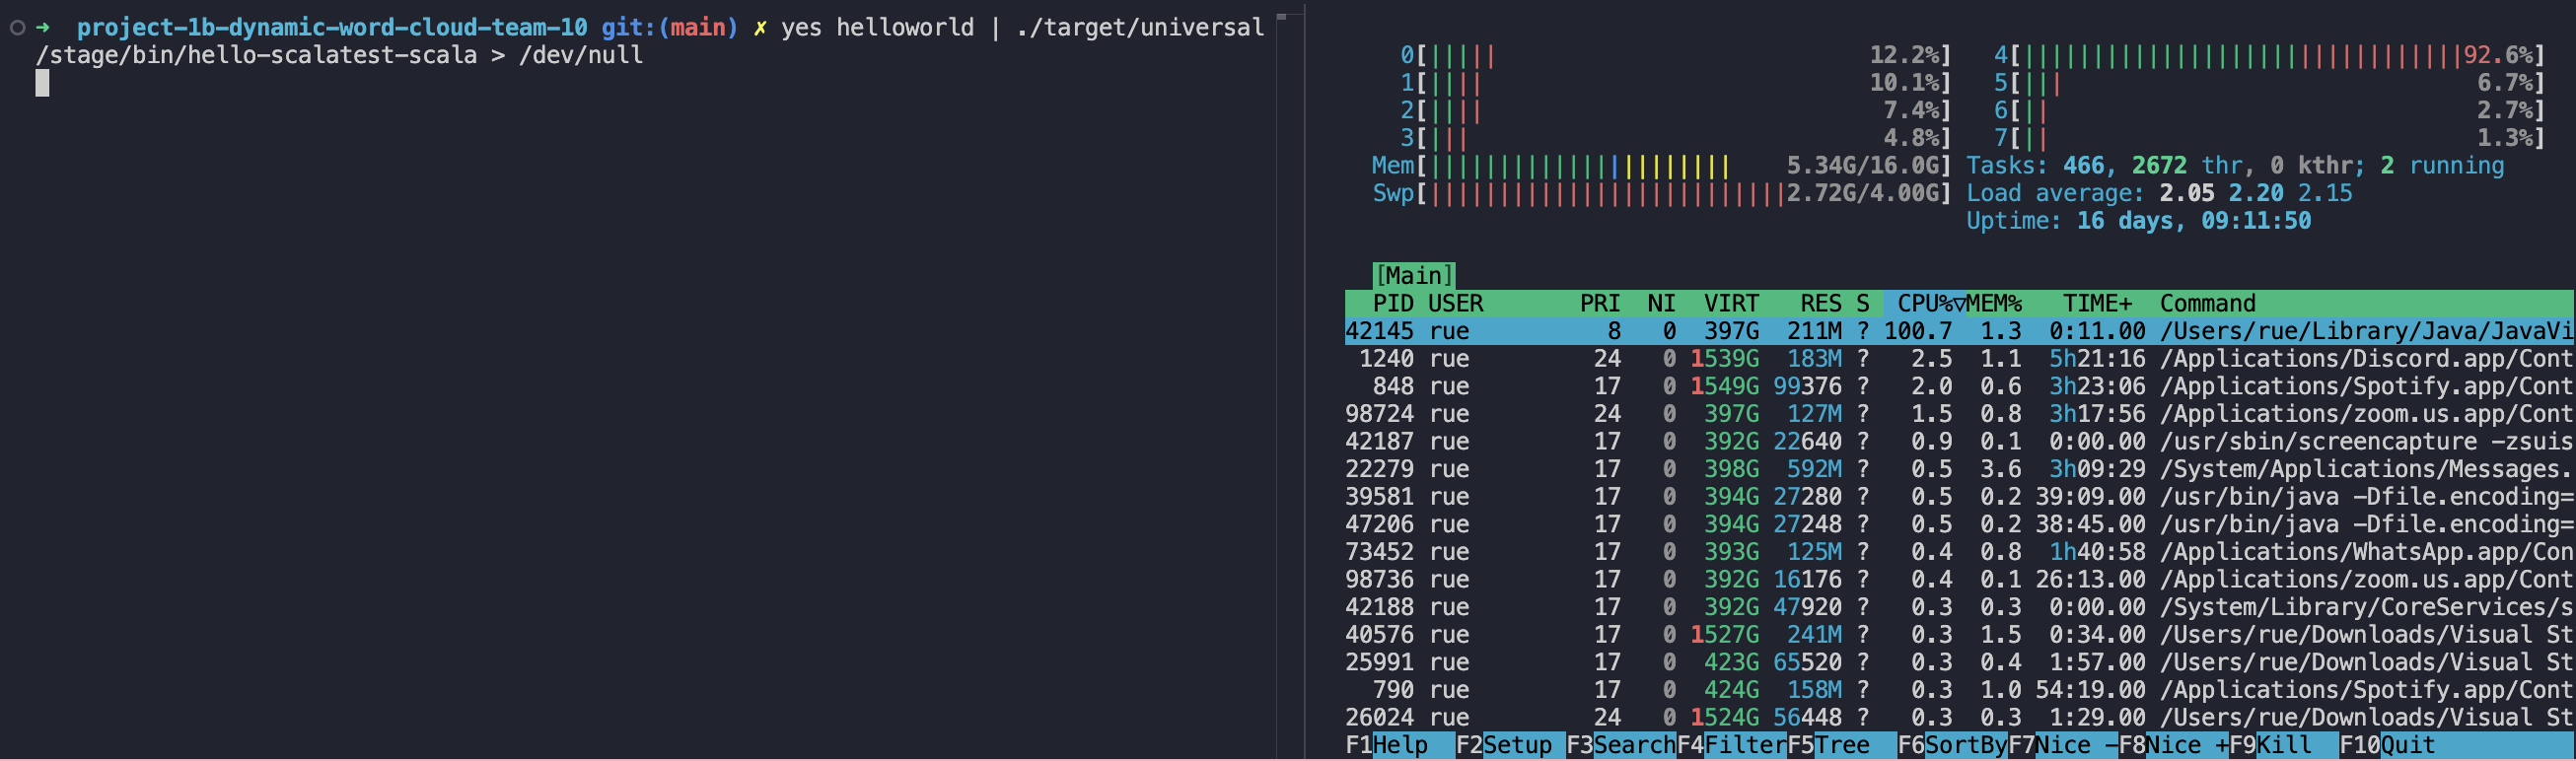 ➜  project-1b-dynamic-word-cloud-team-10 git:(main) ✗ yes helloworld | ./target/universal
/stage/bin/hello-scalatest-scala > /dev/null
0[||||| 12.2%] 4[||||||||||||||||||||||||||||||||92.6%]
1[|||| 10.1%] 5[||| 6.7%]
2[|||| 7.4%] 6[|| 2.7%]
3[||| 4.8%] 7[|| 1.3%]
Mem[|||||||||||||||||||||| 5.34G/16.0G] Tasks: 466, 2672 thr, 0 kthr; 2 running
Swp[||||||||||||||||||||||||||2.72G/4.00G] Load average: 2.05 2.20 2.15
Uptime: 16 days, 09:11:50
[Main]
PID USER PRI NI VIRT RES S CPU%▽MEM% TIME+ Command
42145 rue 8 0 397G 211M ? 100.7 1.3 0:11.00 /Users/rue/Library/Java/JavaVi
1240 rue 24 0 1539G 183M ? 2.5 1.1 5h21:16 /Applications/Discord.app/Cont
848 rue 17 0 1549G 99376 ? 2.0 0.6 3h23:06 /Applications/Spotify.app/Cont
98724 rue 24 0 397G 127M ? 1.5 0.8 3h17:56 /Applications/zoom.us.app/Cont
42187 rue 17 0 392G 22640 ? 0.9 0.1 0:00.00 /usr/sbin/screencapture -zsuis
22279 rue 17 0 398G 592M ? 0.5 3.6 3h09:29 /System/Applications/Messages.
39581 rue 17 0 394G 27280 ? 0.5 0.2 39:09.00 /usr/bin/java -Dfile.encoding=
47206 rue 17 0 394G 27248 ? 0.5 0.2 38:45.00 /usr/bin/java -Dfile.encoding=
73452 rue 17 0 393G 125M ? 0.4 0.8 1h40:58 /Applications/WhatsApp.app/Con
98736 rue 17 0 392G 16176 ? 0.4 0.1 26:13.00 /Applications/zoom.us.app/Cont
42188 rue 17 0 392G 47920 ? 0.3 0.3 0:00.00 /System/Library/CoreServices/s
40576 rue 17 0 1527G 241M ? 0.3 1.5 0:34.00 /Users/rue/Downloads/Visual St
25991 rue 17 0 423G 65520 ? 0.3 0.4 1:57.00 /Users/rue/Downloads/Visual St
790 rue 17 0 424G 158M ? 0.3 1.0 54:19.00 /Applications/Spotify.app/Cont
26024 rue 24 0 1524G 56448 ? 0.3 0.3 1:29.00 /Users/rue/Downloads/Visual St
F1Help F2Setup F3SearchF4FilterF5Tree F6SortByF7Nice -F8Nice +F9Kill F10Quit